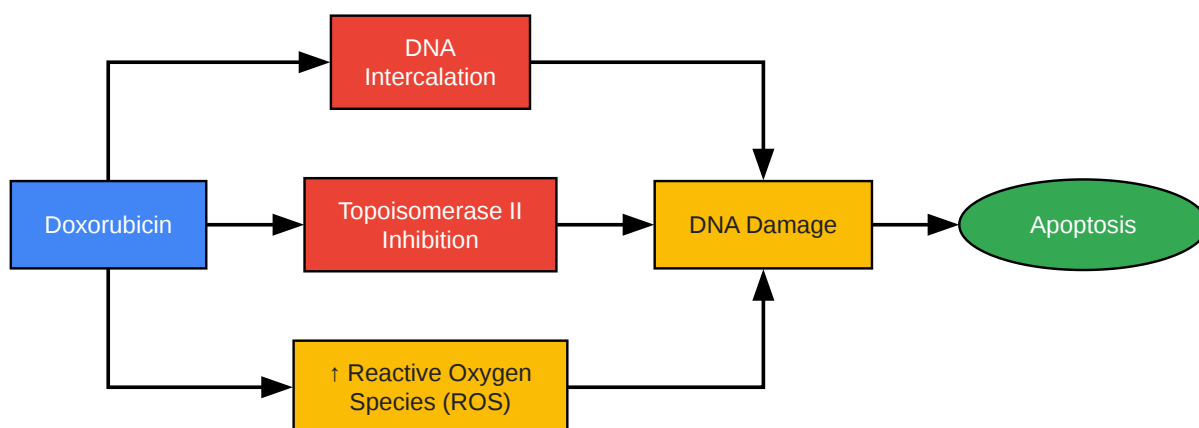 DNA
Intercalation
Doxorubicin
Topoisomerase II
Inhibition
DNA Damage
Apoptosis
↑ Reactive Oxygen
Species (ROS)